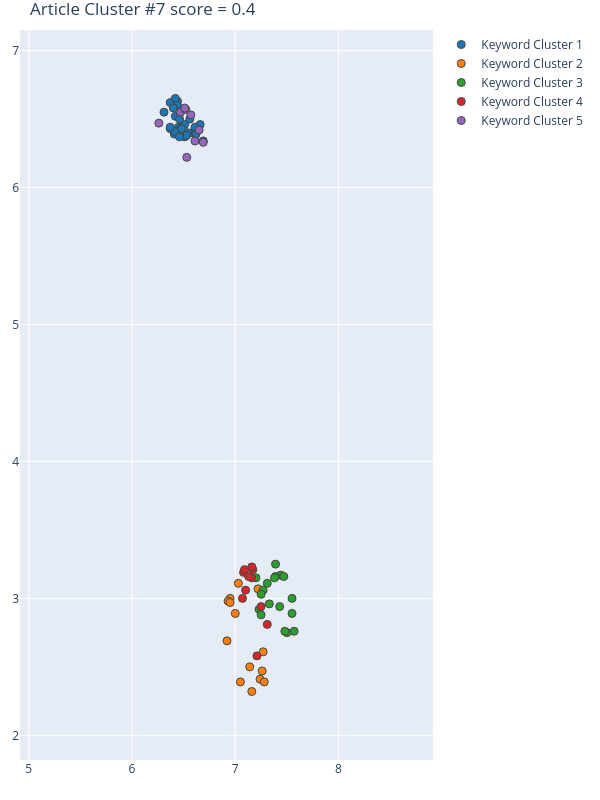 Article Cluster #7 score = 0.4
7
6
5
4
3
2
5 6 7 8
Keyword Cluster 1
Keyword Cluster 2
Keyword Cluster 3
Keyword Cluster 4
Keyword Cluster 5